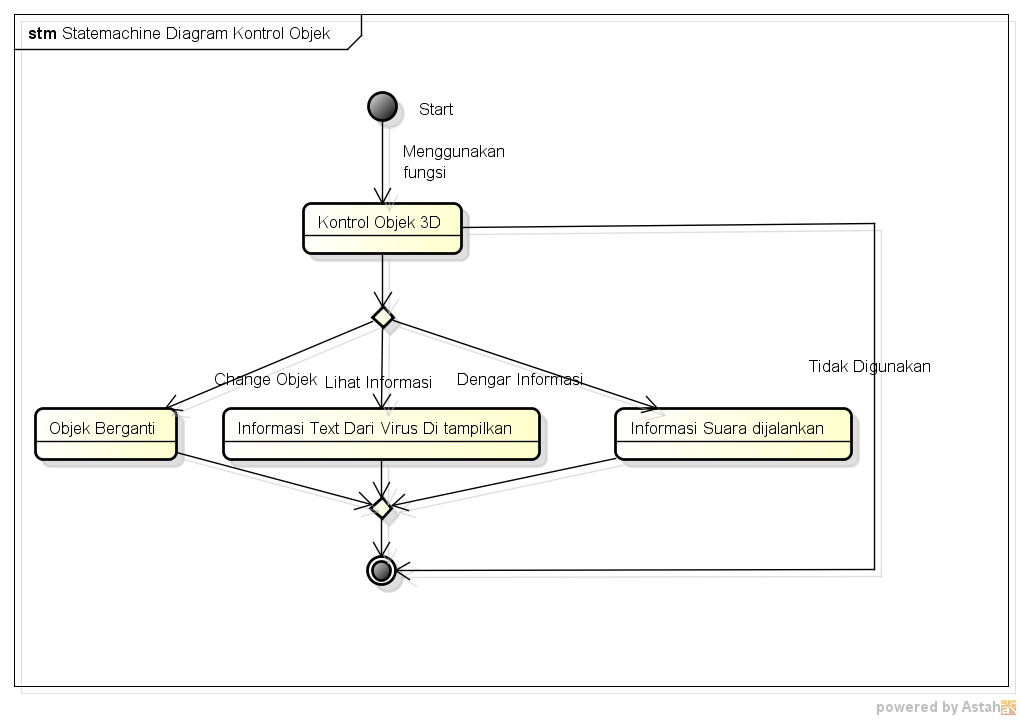 stm Statemachine Diagram Kontrol Objek
Start
Menggunakan
fungsi
Kontrol Objek 3D
Tidak Digunakan
Change Objek
Lihat Informasi
Dengar Informasi
Objek Berganti
Informasi Text Dari Virus Di tampilkan
Informasi Suara dijalankan
powered by Astah